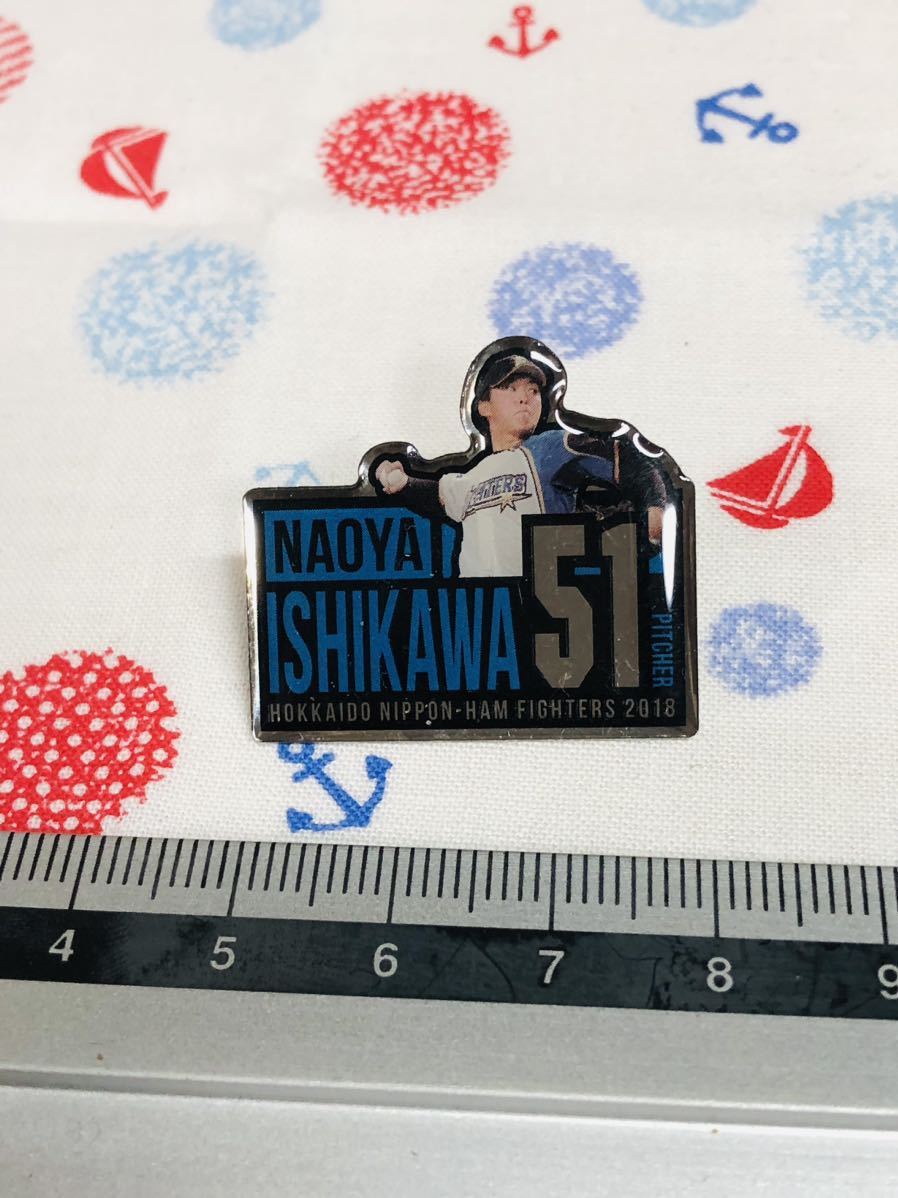 FIGHTERS
NAOYA
ISHIKAWA
51
PITCHER
HOKKAIDO NIPPON-HAM FIGHTERS 2018
4 5 6 7 8 9